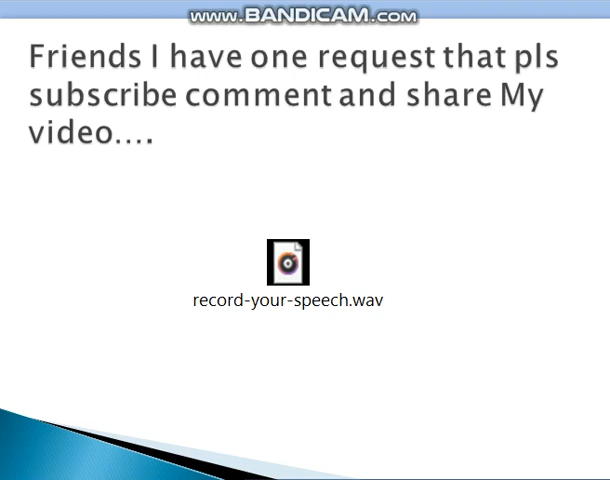 www.BANDICAM.com
Friends I have one request that pls
subscribe comment and share My
video....
record-your-speech.wav